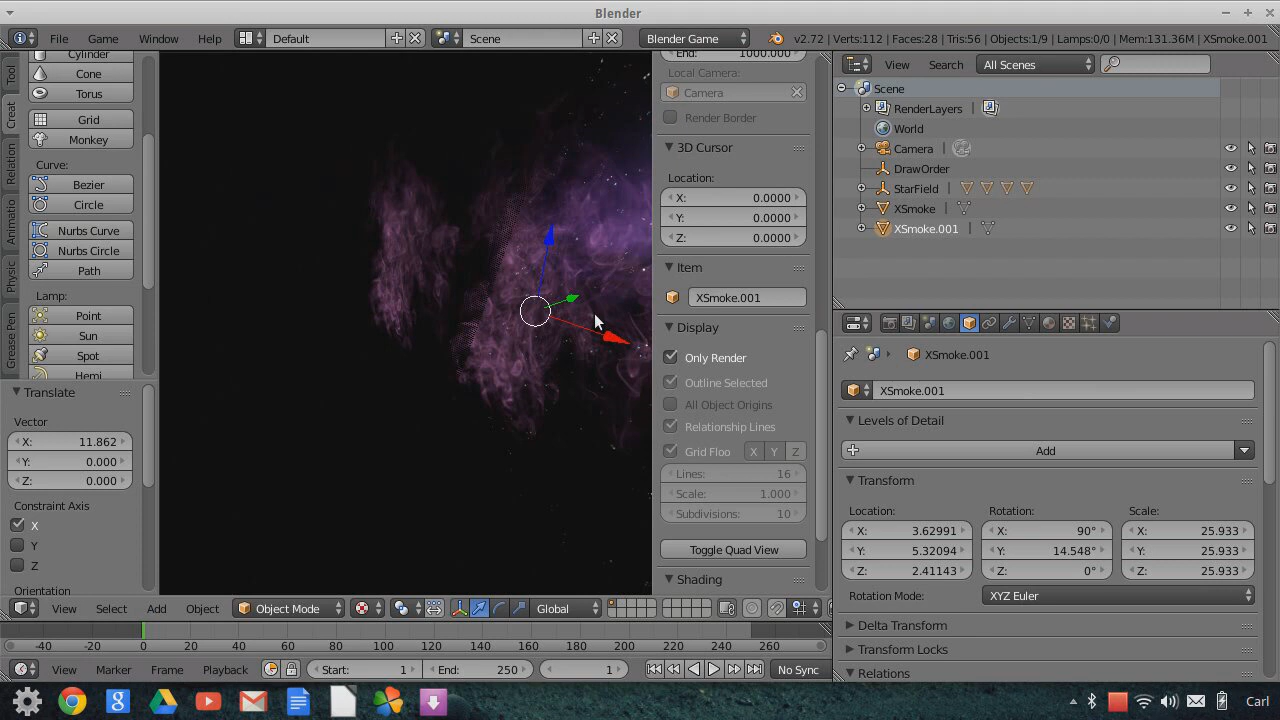 Blender
File Game Window Help Default Scene Blender Game v2.72 | Verts:112 | Faces:28 | Tris:56 | Objects:1/9 | Lamps:0/0 | Mem:131.36M | XSmoke.001
Tool
Creat
Relation
Animatio
Physic
Grease Pen
Cylinder
Cone
Torus
Grid
Monkey
Curve:
Bezier
Circle
Nurbs Curve
Nurbs Circle
Path
Lamp:
Point
Sun
Spot
Hemi
Translate
Vector
X: 11.862
Y: 0.000
Z: 0.000
Constraint Axis
X
Y
Z
Orientation
End: 1000.000
Local Camera:
Camera
Render Border
3D Cursor
Location:
X: 0.0000
Y: 0.0000
Z: 0.0000
Item
XSmoke.001
Display
Only Render
Outline Selected
All Object Origins
Relationship Lines
Grid Floo X Y Z
Lines: 16
Scale: 1.000
Subdivisions: 10
Toggle Quad View
Shading
View Search All Scenes
Scene
RenderLayers |
World
Camera |
DrawOrder
StarField |
XSmoke |
XSmoke.001 |
XSmoke.001
XSmoke.001
Levels of Detail
Add
Transform
Location: Rotation: Scale:
X: 3.62991 X: 90° X: 25.933
Y: 5.32094 Y: 14.548° Y: 25.933
Z: 2.41143 Z: 0° Z: 25.933
Rotation Mode: XYZ Euler
Delta Transform
Transform Locks
Relations
View Select Add Object Object Mode Global
-40 -20 0 20 40 60 80 100 120 140 160 180 200 220 240 260
View Marker Frame Playback Start: 1 End: 250 1 No Sync
Carl